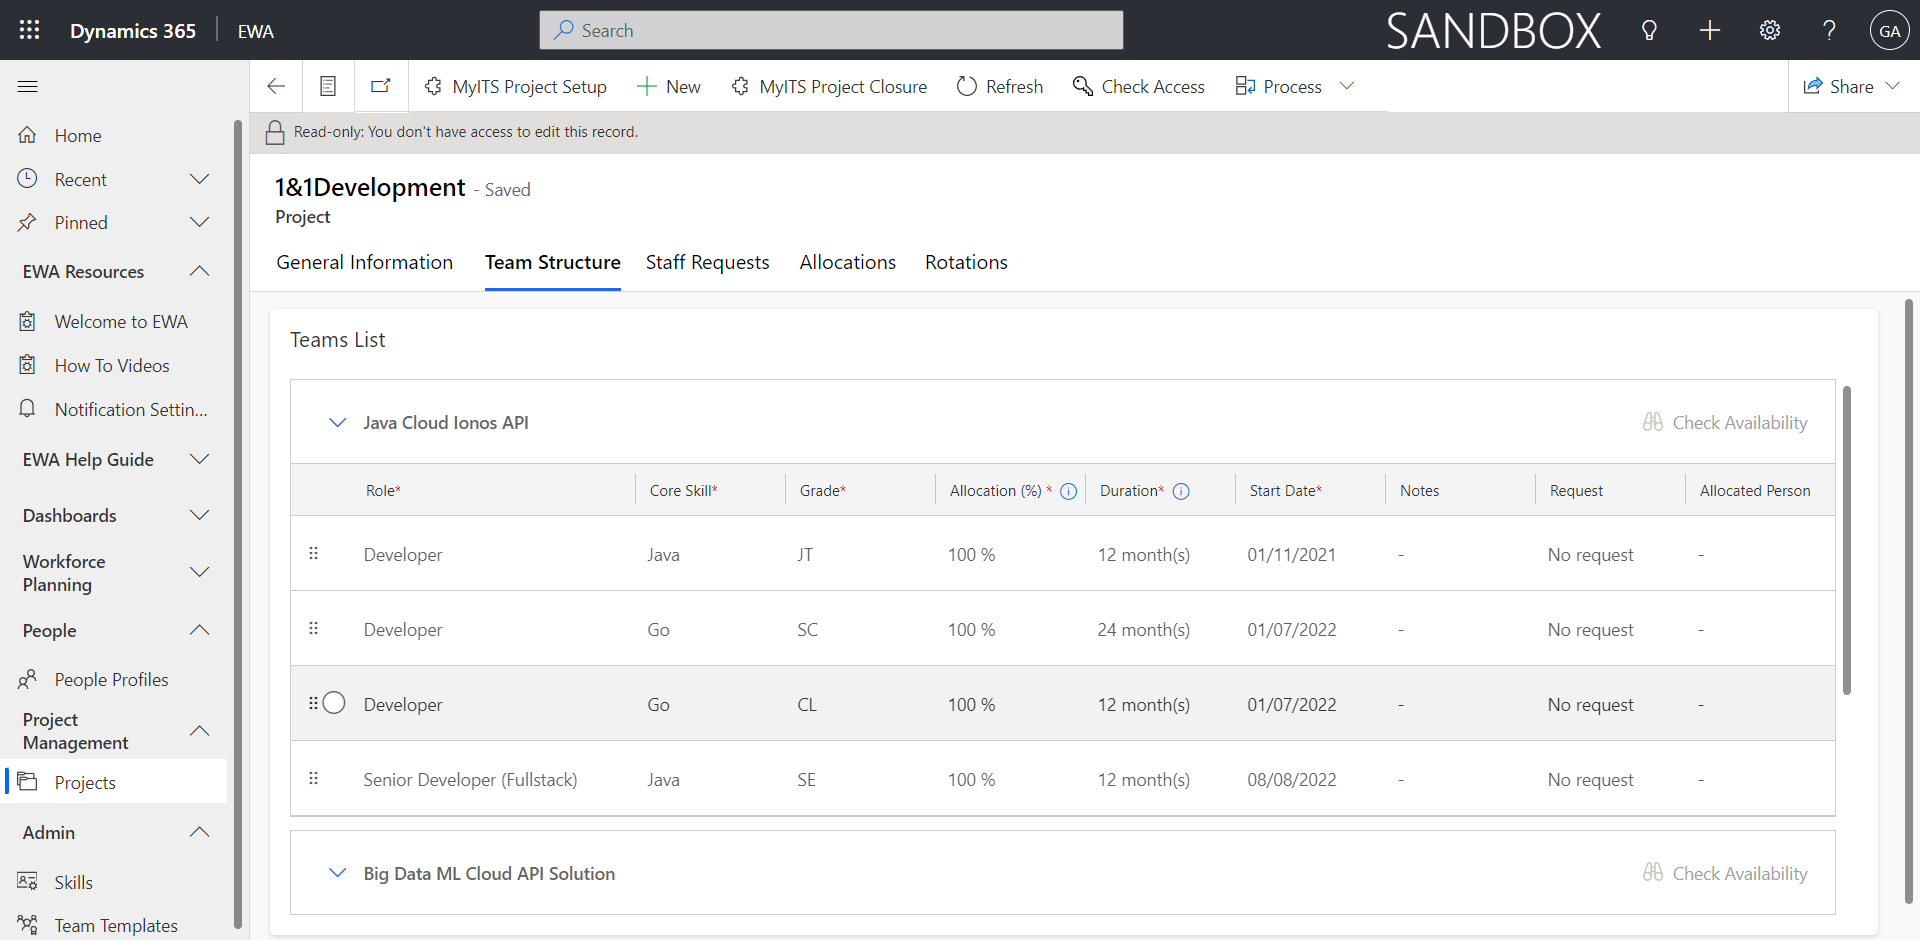 Dynamics 365
EWA
Search
SANDBOX
GA
MyITS Project Setup
New
MyITS Project Closure
Refresh
Check Access
Process
Share
Read-only: You don't have access to edit this record.
Home
Recent
Pinned
EWA Resources
Welcome to EWA
How To Videos
Notification Settin...
EWA Help Guide
Dashboards
Workforce
Planning
People
People Profiles
Project
Management
Projects
Admin
Skills
Team Templates
1&1Development - Saved
Project
General Information
Team Structure
Staff Requests
Allocations
Rotations
Teams List
Java Cloud Ionos API
Check Availability
Role* Core Skill* Grade* Allocation (%) * Duration* Start Date* Notes Request Allocated Person
Developer Java JT 100 % 12 month(s) 01/11/2021 - No request -
Developer Go SC 100 % 24 month(s) 01/07/2022 - No request -
Developer Go CL 100 % 12 month(s) 01/07/2022 - No request -
Senior Developer (Fullstack) Java SE 100 % 12 month(s) 08/08/2022 - No request -
Big Data ML Cloud API Solution
Check Availability